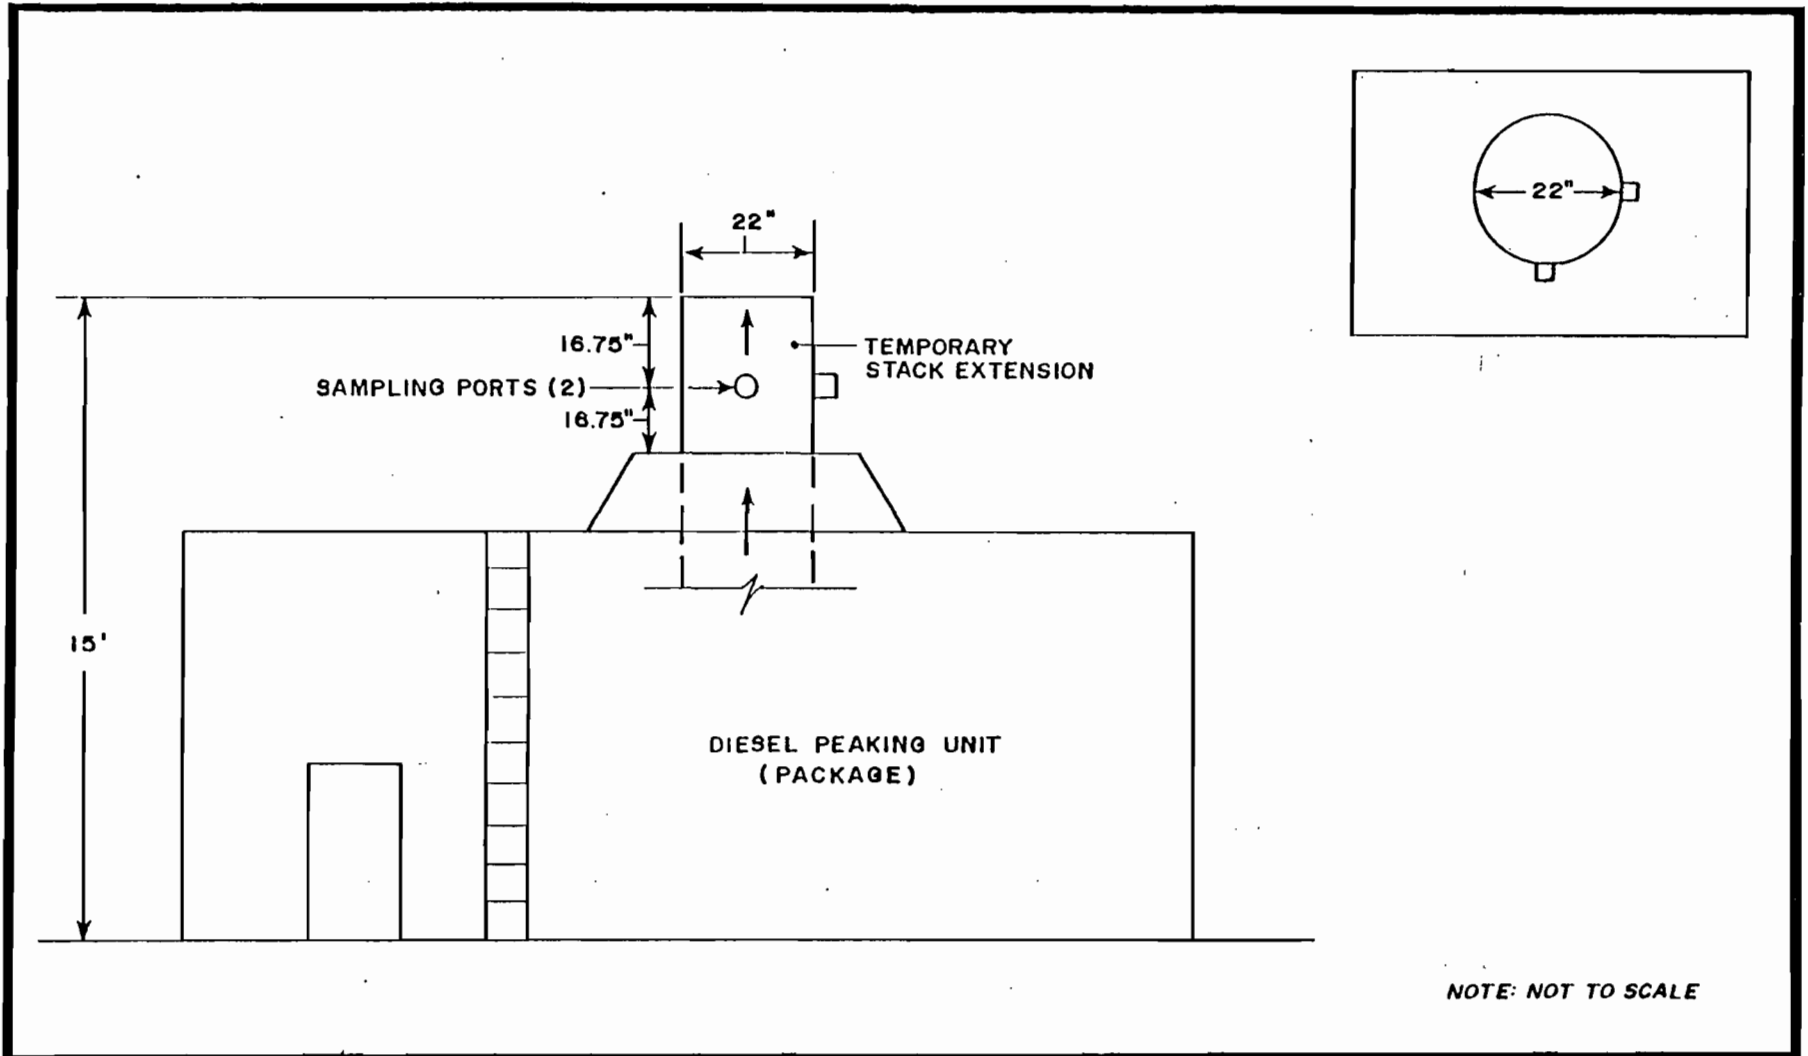 22"
22"
16.75"
TEMPORARY
STACK EXTENSION
SAMPLING PORTS (2)
16.75"
15'
DIESEL PEAKING UNIT
(PACKAGE)
NOTE: NOT TO SCALE